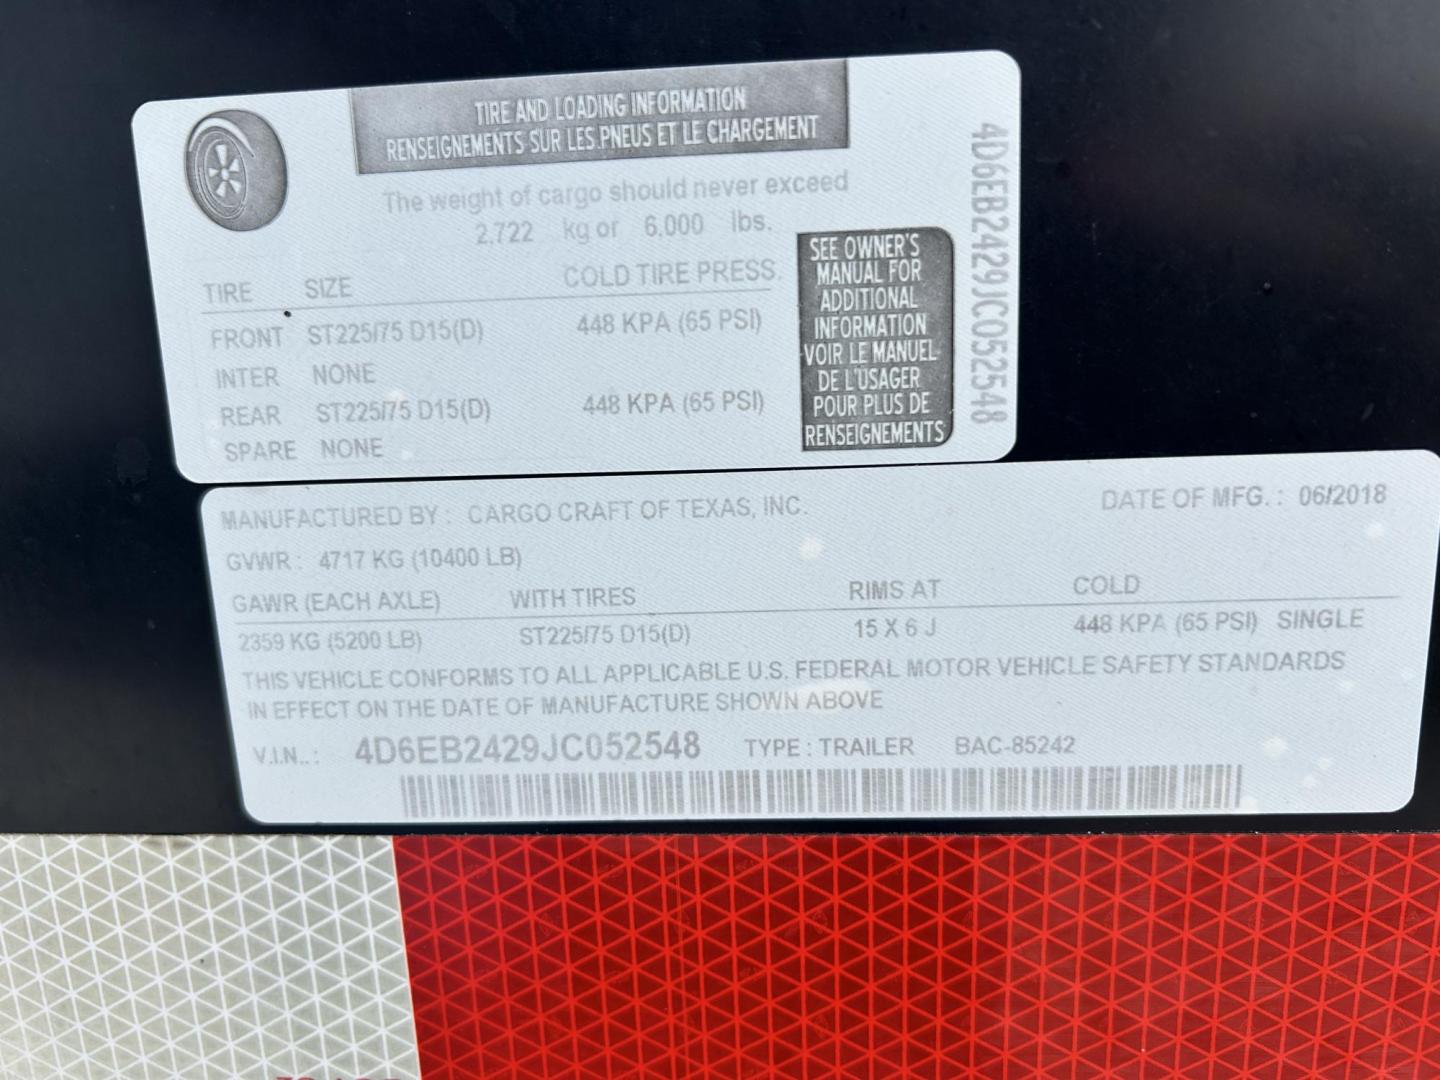 TIRE AND LOADING INFORMATION
RENSEIGNEMENTS SUR LES PNEUS ET LE CHARGEMENT
The weight of cargo should never exceed
2,722 kg or 6,000 lbs.
TIRE SIZE COLD TIRE PRESS.
FRONT ST225/75 D15(D) 448 KPA (65 PSI)
INTER NONE
REAR ST225/75 D15(D) 448 KPA (65 PSI)
SPARE NONE
SEE OWNER'S
MANUAL FOR
ADDITIONAL
INFORMATION
VOIR LE MANUEL
DE L'USAGER
POUR PLUS DE
RENSEIGNEMENTS
4D6EB2429JC052548
MANUFACTURED BY : CARGO CRAFT OF TEXAS, INC. DATE OF MFG. : 06/2018
GVWR : 4717 KG (10400 LB)
GAWR (EACH AXLE) WITH TIRES RIMS AT COLD
2359 KG (5200 LB) ST225/75 D15(D) 15 X 6 J 448 KPA (65 PSI) SINGLE
THIS VEHICLE CONFORMS TO ALL APPLICABLE U.S. FEDERAL MOTOR VEHICLE SAFETY STANDARDS
IN EFFECT ON THE DATE OF MANUFACTURE SHOWN ABOVE
V.I.N..: 4D6EB2429JC052548 TYPE : TRAILER BAC-85242